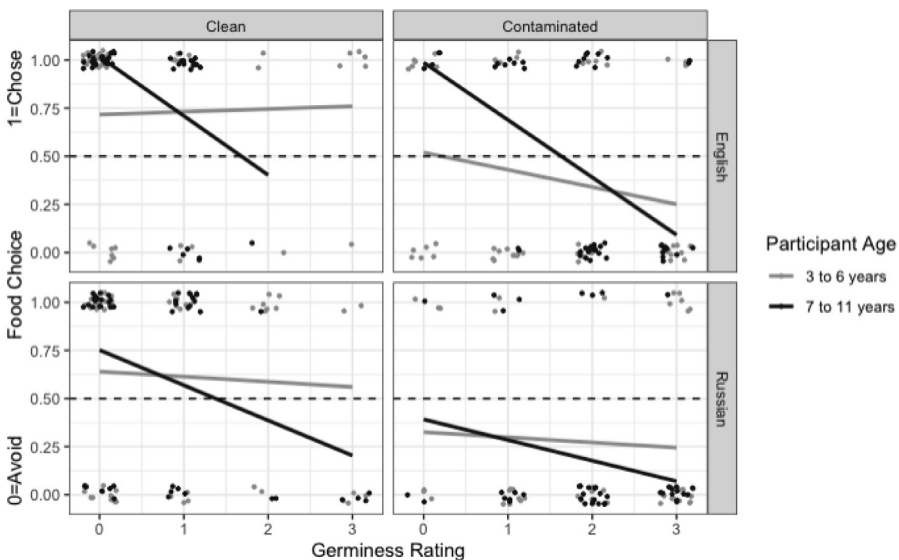 Clean
Contaminated
1=Chose
Food Choice
0=Avoid
1.00
0.75
0.50
0.25
0.00
English
1.00
0.75
0.50
0.25
0.00
Russian
0 1 2 3
0 1 2 3
Germiness Rating
Participant Age
3 to 6 years
7 to 11 years